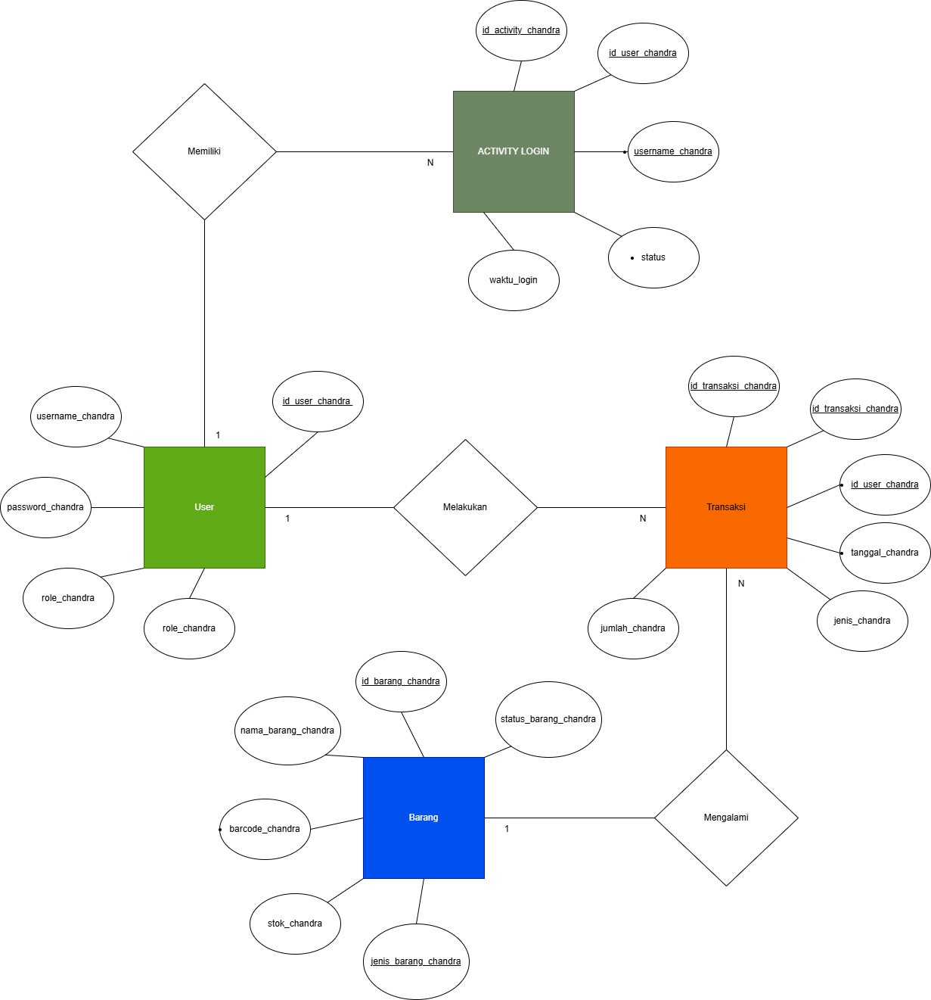 id_activity_chandra
id_user_chandra
Memiliki
ACTIVITY LOGIN
username_chandra
N
status
waktu_login
id_user_chandra
username_chandra
1
id_transaksi_chandra
id_transaksi_chandra
password_chandra
User
1
Melakukan
N
Transaksi
id_user_chandra
tanggal_chandra
N
role_chandra
role_chandra
jumlah_chandra
jenis_chandra
id_barang_chandra
nama_barang_chandra
status_barang_chandra
barcode_chandra
Barang
1
Mengalami
stok_chandra
jenis_barang_chandra